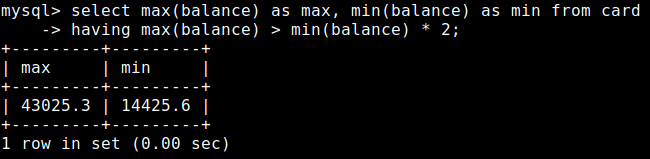 mysql> select max(balance) as max, min(balance) as min from card
    -> having max(balance) > min(balance) * 2;
+---------+---------+
| max     | min     |
+---------+---------+
| 43025.3 | 14425.6 |
+---------+---------+
1 row in set (0.00 sec)